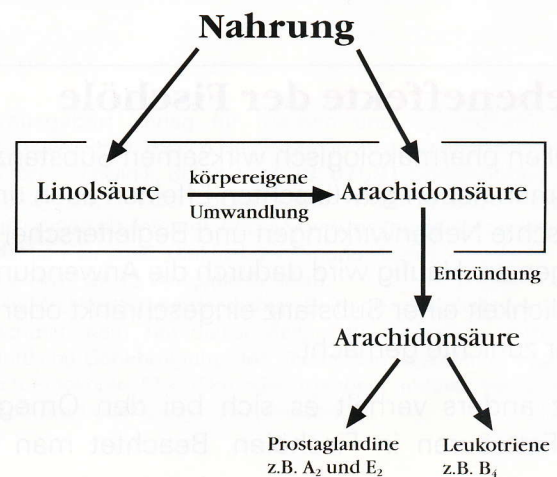 Nahrung
Linolsäure
körpereigene
Umwandlung
Arachidonsäure
Entzündung
Arachidonsäure
Prostaglandine
z.B. A₂ und E₂
Leukotriene
z.B. B₄